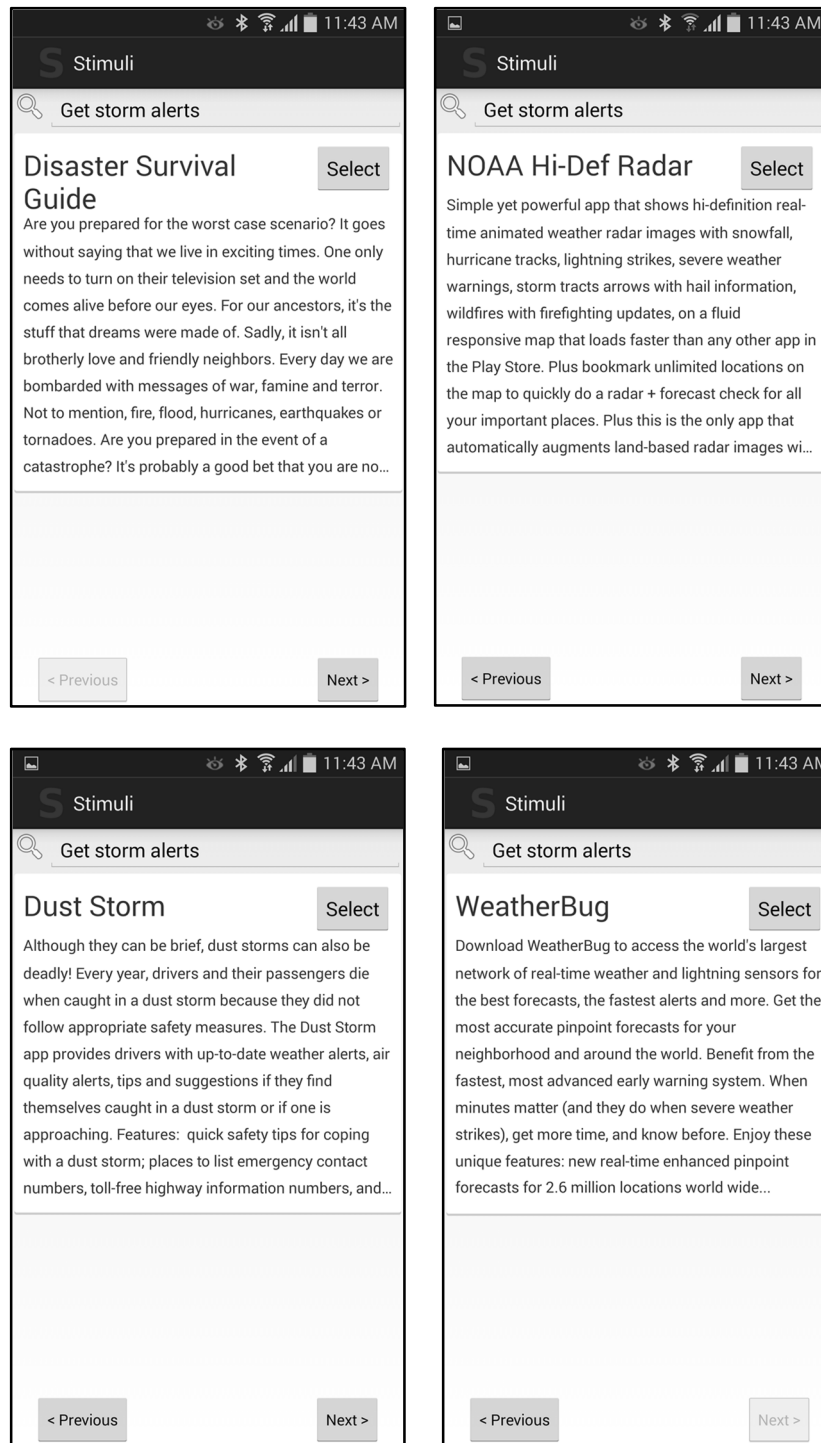 11:43 AM
S Stimuli
Get storm alerts
Disaster Survival
Guide
Select
Are you prepared for the worst case scenario? It goes
without saying that we live in exciting times. One only
needs to turn on their television set and the world
comes alive before our eyes. For our ancestors, it's the
stuff that dreams were made of. Sadly, it isn't all
brotherly love and friendly neighbors. Every day we are
bombarded with messages of war, famine and terror.
Not to mention, fire, flood, hurricanes, earthquakes or
tornadoes. Are you prepared in the event of a
catastrophe? It's probably a good bet that you are no...
< Previous
Next >
11:43 AM
S Stimuli
Get storm alerts
NOAA Hi-Def Radar
Select
Simple yet powerful app that shows hi-definition real-
time animated weather radar images with snowfall,
hurricane tracks, lightning strikes, severe weather
warnings, storm tracts arrows with hail information,
wildfires with firefighting updates, on a fluid
responsive map that loads faster than any other app in
the Play Store. Plus bookmark unlimited locations on
the map to quickly do a radar + forecast check for all
your important places. Plus this is the only app that
automatically augments land-based radar images wi...
< Previous
Next >
11:43 AM
S Stimuli
Get storm alerts
Dust Storm
Select
Although they can be brief, dust storms can also be
deadly! Every year, drivers and their passengers die
when caught in a dust storm because they did not
follow appropriate safety measures. The Dust Storm
app provides drivers with up-to-date weather alerts, air
quality alerts, tips and suggestions if they find
themselves caught in a dust storm or if one is
approaching. Features:  quick safety tips for coping
with a dust storm; places to list emergency contact
numbers, toll-free highway information numbers, and...
< Previous
Next >
11:43 AM
S Stimuli
Get storm alerts
WeatherBug
Select
Download WeatherBug to access the world's largest
network of real-time weather and lightning sensors for
the best forecasts, the fastest alerts and more. Get the
most accurate pinpoint forecasts for your
neighborhood and around the world. Benefit from the
fastest, most advanced early warning system. When
minutes matter (and they do when severe weather
strikes), get more time, and know before. Enjoy these
unique features: new real-time enhanced pinpoint
forecasts for 2.6 million locations world wide...
< Previous
Next >